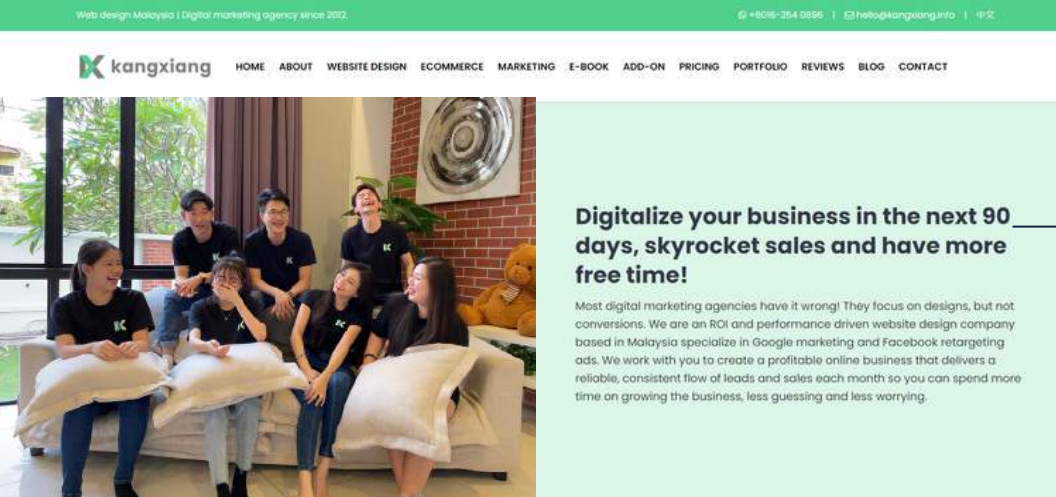 Web design Malaysia | Digital marketing agency since 2012.
+6016-254 0896 | hello@kangxiang.info | 中文
kangxiang
HOME ABOUT WEBSITE DESIGN ECOMMERCE MARKETING E-BOOK ADD-ON PRICING PORTFOLIO REVIEWS BLOG CONTACT
Digitalize your business in the next 90
days, skyrocket sales and have more
free time!
Most digital marketing agencies have it wrong! They focus on designs, but not
conversions. We are an ROI and performance driven website design company
based in Malaysia specialize in Google marketing and Facebook retargeting
ads. We work with you to create a profitable online business that delivers a
reliable, consistent flow of leads and sales each month so you can spend more
time on growing the business, less guessing and less worrying.